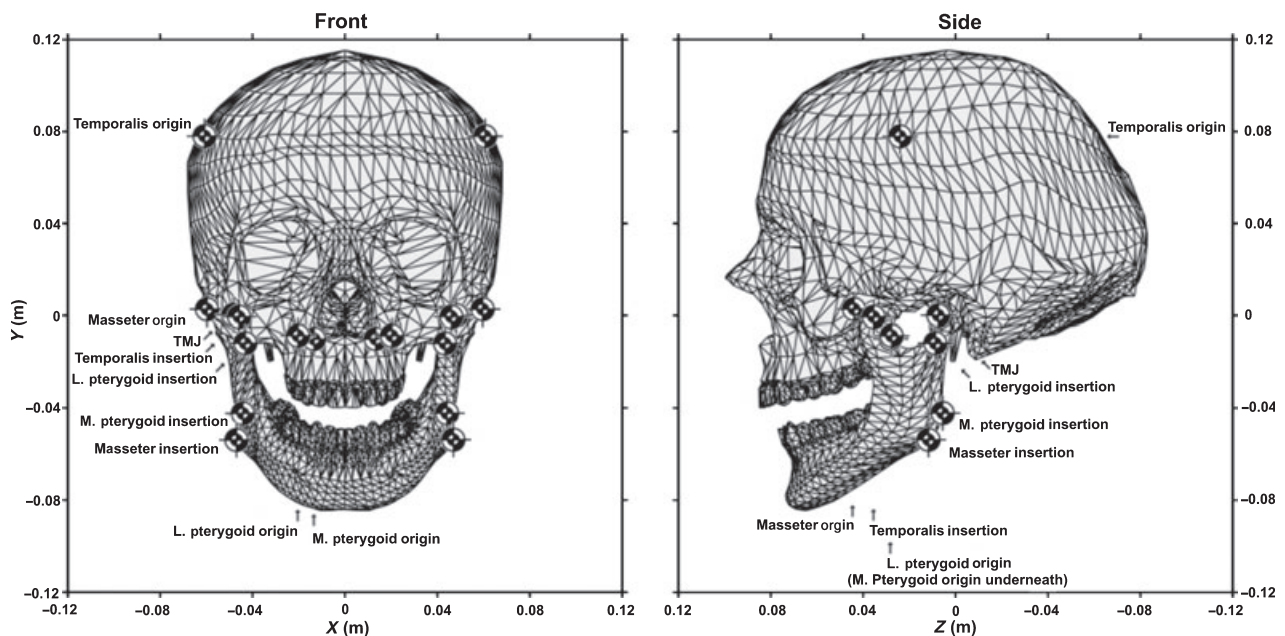 Front
Side
0.12
0.08
0.04
0
–0.04
–0.08
–0.12
Y (m)
Temporalis origin
Masseter orgin
TMJ
Temporalis insertion
L. pterygoid insertion
M. pterygoid insertion
Masseter insertion
L. pterygoid origin
M. pterygoid origin
–0.12
–0.08
–0.04
0
0.04
0.08
0.12
X (m)
Temporalis origin
TMJ
L. pterygoid insertion
M. pterygoid insertion
Masseter insertion
Masseter orgin
Temporalis insertion
L. pterygoid origin
(M. Pterygoid origin underneath)
0.12
0.08
0.04
0
–0.04
–0.08
–0.12
0.12
0.08
0.04
0
–0.04
–0.08
–0.12
Z (m)